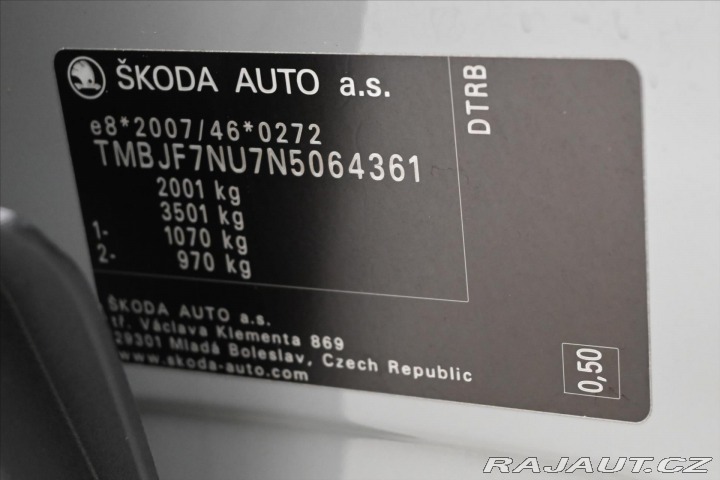 ŠKODA AUTO a.s.
DTRB
e8*2007/46*0272
TMBJF7NU7N5064361
2001 kg
3501 kg
1- 1070 kg
2- 970 kg
ŠKODA AUTO a.s.
tř. Václava Klementa 869
29301 Mladá Boleslav, Czech Republic
www.skoda-auto.com
0,50
RAJAUT.CZ